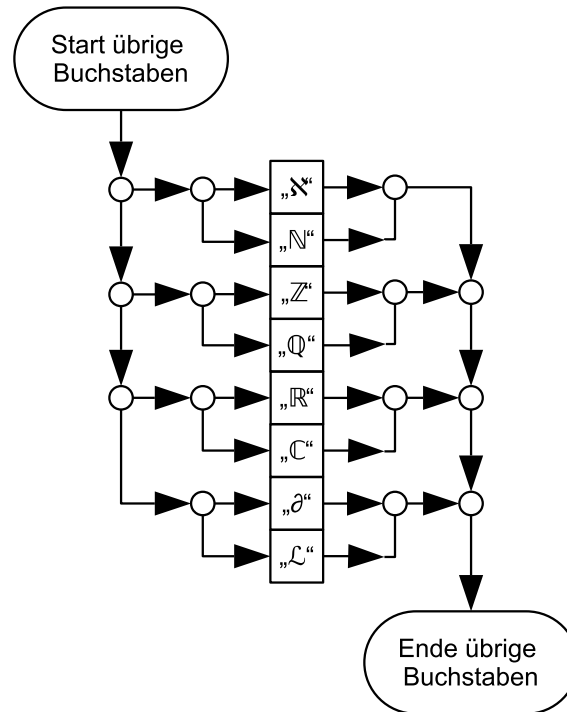 Start übrige
Buchstaben
„ℵ“
„ℕ“
„ℤ“
„ℚ“
„ℝ“
„ℂ“
„∂“
„ℒ“
Ende übrige
Buchstaben